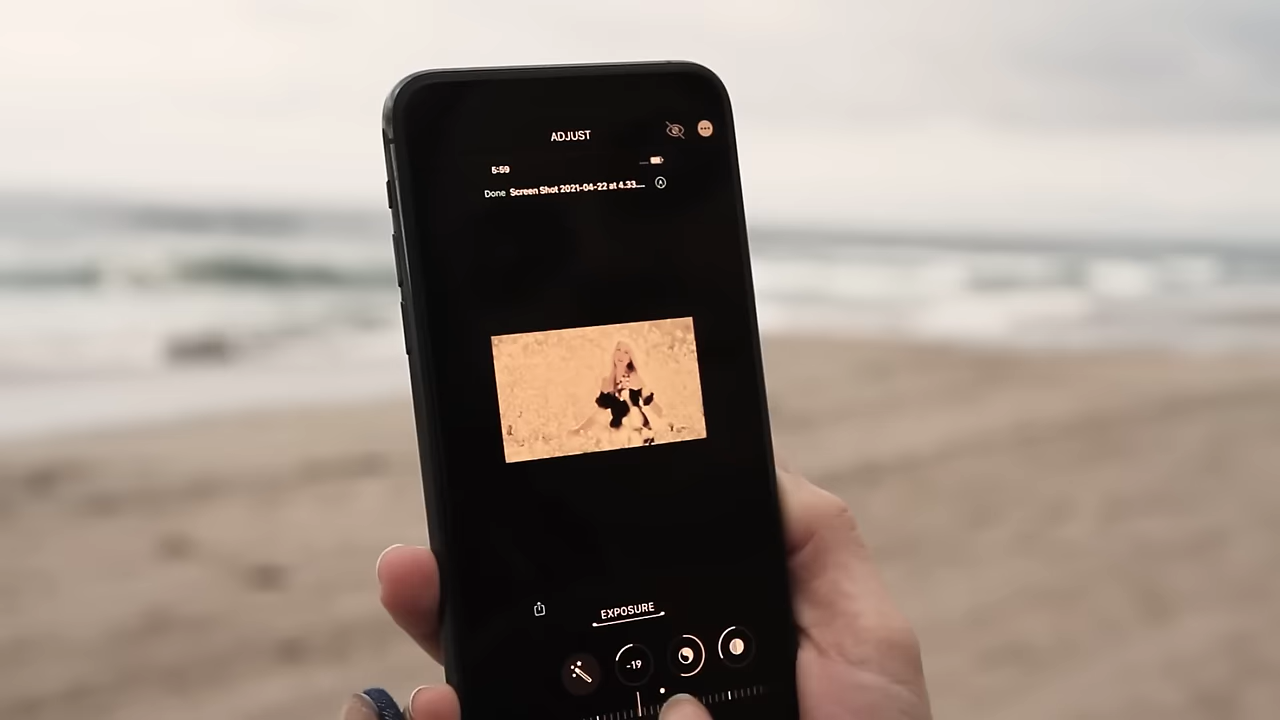 ADJUST
5:59
Done Screen Shot 2021-04-22 at 4.33....
EXPOSURE
-19